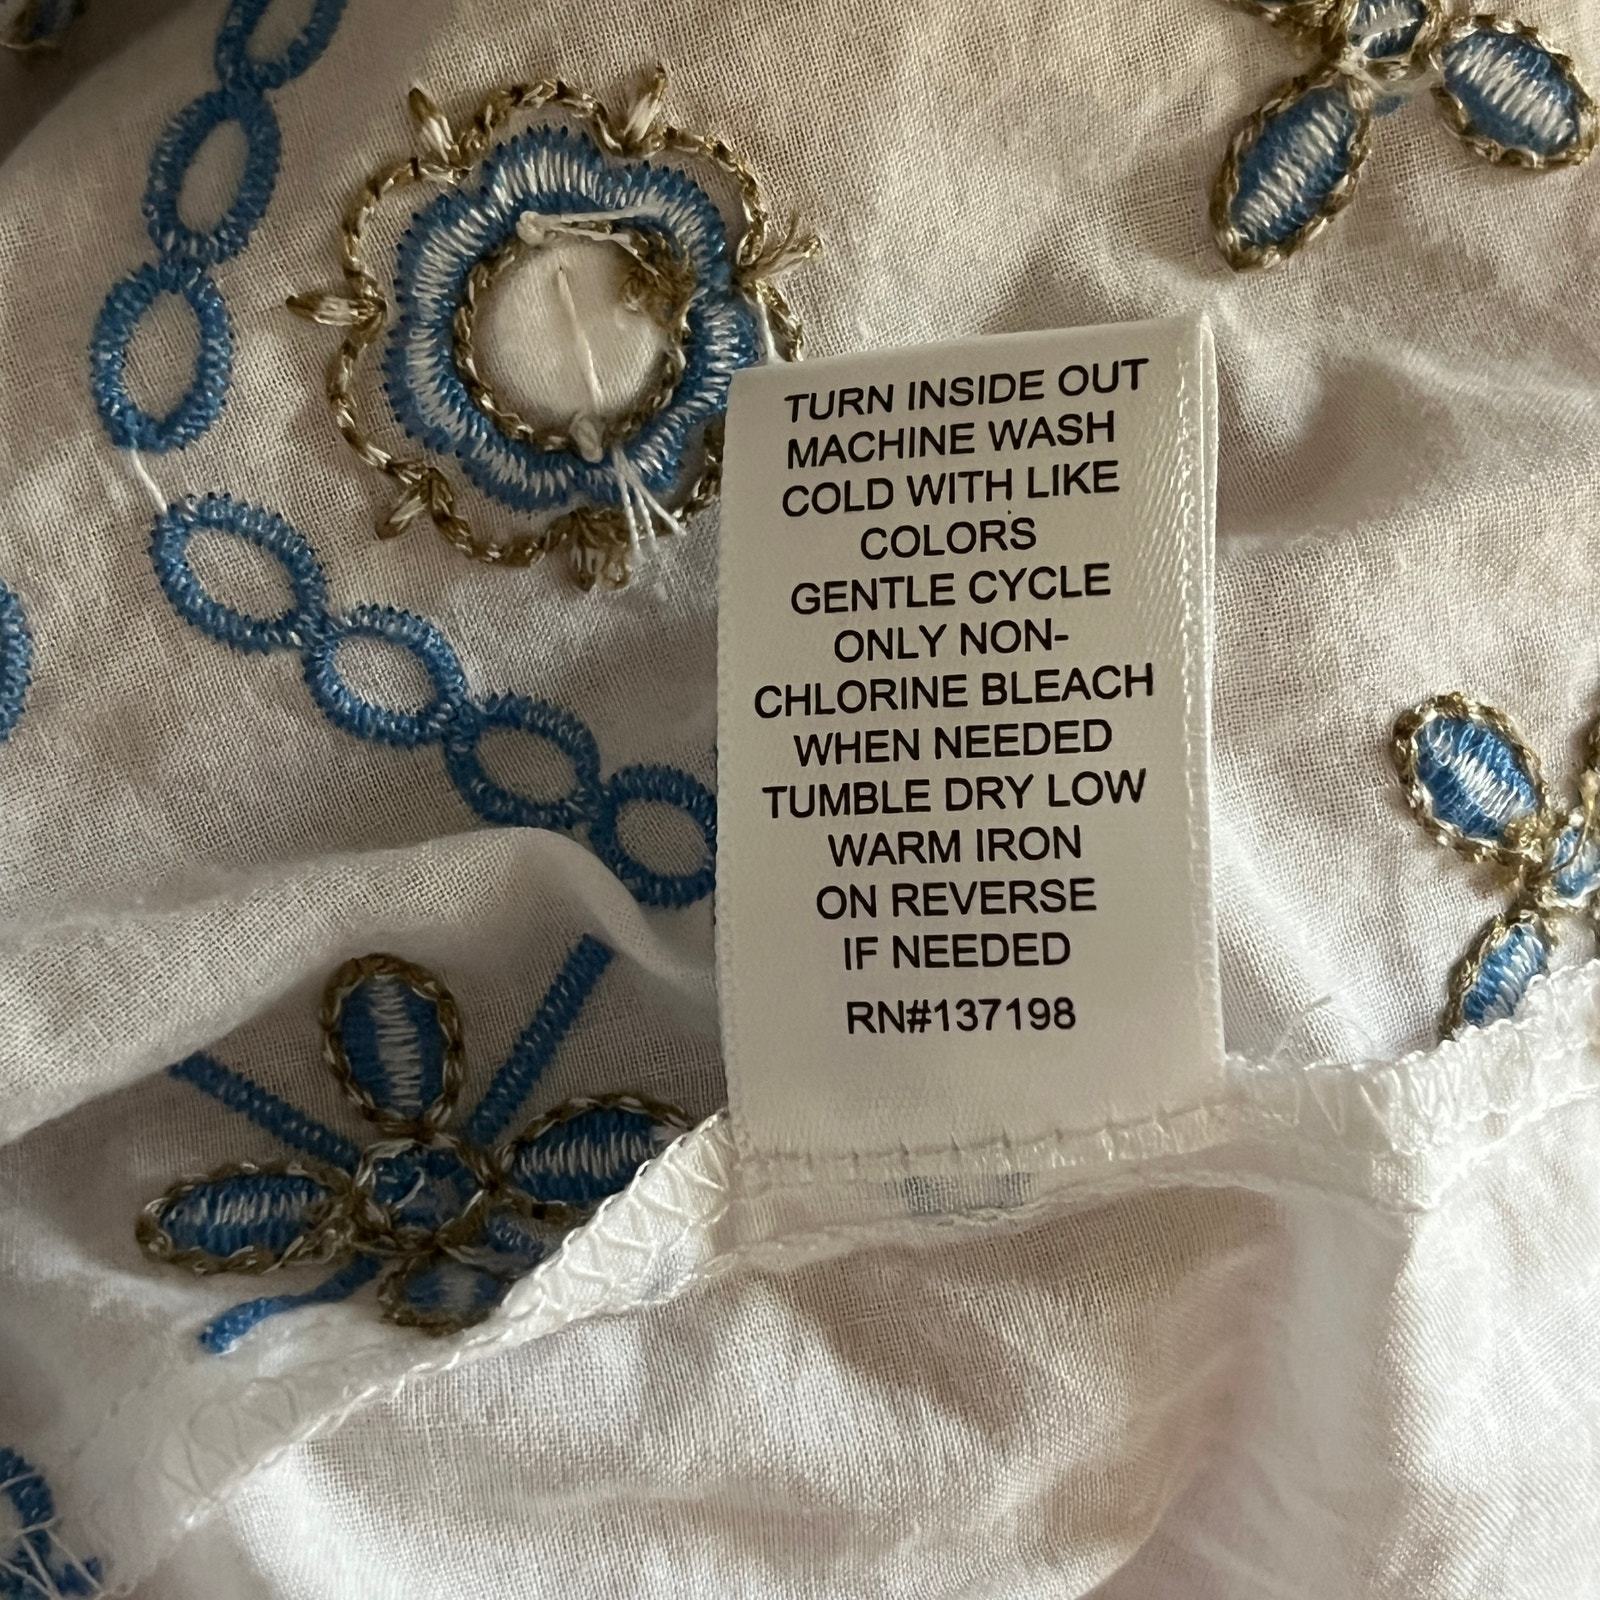 TURN INSIDE OUT
MACHINE WASH
COLD WITH LIKE
COLORS
GENTLE CYCLE
ONLY NON-
CHLORINE BLEACH
WHEN NEEDED
TUMBLE DRY LOW
WARM IRON
ON REVERSE
IF NEEDED
RN#137198